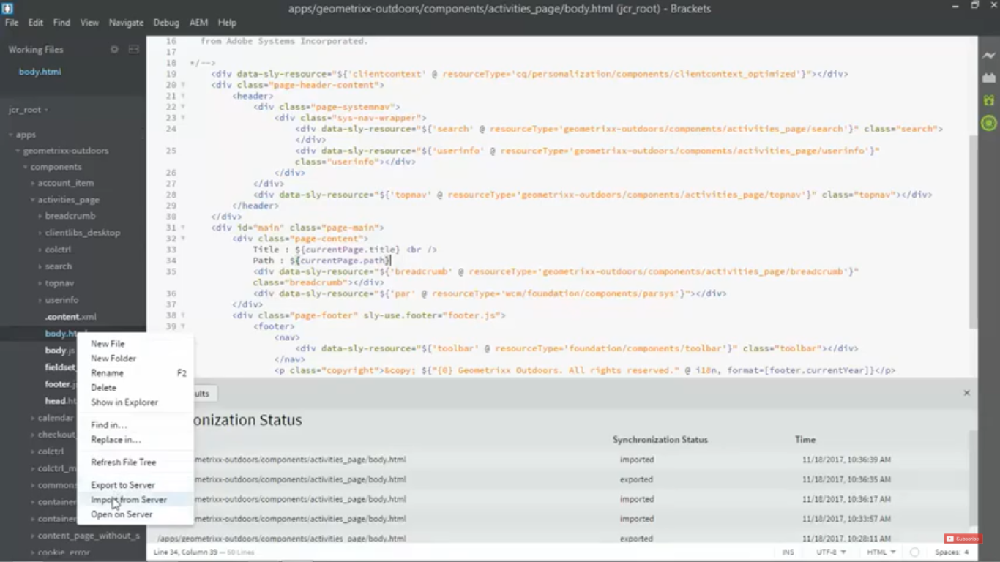 apps/geometrixx-outdoors/components/activities_page/body.html (jcr_root) - Brackets
File Edit Find View Navigate Debug AEM Help
Working Files
body.html
jcr_root
apps
geometrixx-outdoors
components
account_item
activities_page
breadcrumb
clientlibs_desktop
colctrl
search
topnav
userinfo
.content.xml
body.ht
body.js
fieldset
footer.j
head.ht
calendar
checkout
colctrl
colctrl_m
commons
container
container
content_page_without_s
cookie_error
16 from Adobe Systems Incorporated.
17
18 */-->
19 <div data-sly-resource="${'clientcontext' @ resourceType='cq/personalization/components/clientcontext_optimized'}"></div>
20 <div class="page-header-content">
21 <header>
22 <div class="page-systemnav">
23 <div class="sys-nav-wrapper">
24 <div data-sly-resource="${'search' @ resourceType='geometrixx-outdoors/components/activities_page/search'}" class="search">
</div>
25 <div data-sly-resource="${'userinfo' @ resourceType='geometrixx-outdoors/components/activities_page/userinfo'}"
class="userinfo"></div>
26 </div>
27 </div>
28 <div data-sly-resource="${'topnav' @ resourceType='geometrixx-outdoors/components/activities_page/topnav'}" class="topnav"></div>
29 </header>
30 </div>
31 <div id="main" class="page-main">
32 <div class="page-content">
33 Title : ${currentPage.title} <br />
34 Path : ${currentPage.path}
35 <div data-sly-resource="${'breadcrumb' @ resourceType='geometrixx-outdoors/components/activities_page/breadcrumb'}"
class="breadcrumb"></div>
36 <div data-sly-resource="${'par' @ resourceType='wcm/foundation/components/parsys'}"></div>
37 </div>
38 <div class="page-footer" sly-use.footer="footer.js">
39 <footer>
<nav>
<div data-sly-resource="${'toolbar' @ resourceType='foundation/components/toolbar'}" class="toolbar"></div>
</nav>
<p class="copyright">&copy; ${"{0} Geometrixx Outdoors. All rights reserved." @ i18n, format=[footer.currentYear]}</p>
New File
New Folder
Rename F2
Delete
Show in Explorer
Find in...
Replace in...
Refresh File Tree
Export to Server
Import from Server
Open on Server
ults
onization Status
Synchronization Status Time
metrixx-outdoors/components/activities_page/body.html imported 11/18/2017, 10:36:39 AM
metrixx-outdoors/components/activities_page/body.html exported 11/18/2017, 10:36:35 AM
metrixx-outdoors/components/activities_page/body.html imported 11/18/2017, 10:36:17 AM
metrixx-outdoors/components/activities_page/body.html imported 11/18/2017, 10:33:57 AM
/apps/geometrixx-outdoors/components/activities_page/body.html exported 11/18/2017, 10:28:11 AM
Subscribe
Line 34, Column 39 — 60 Lines INS UTF-8 HTML Spaces: 4